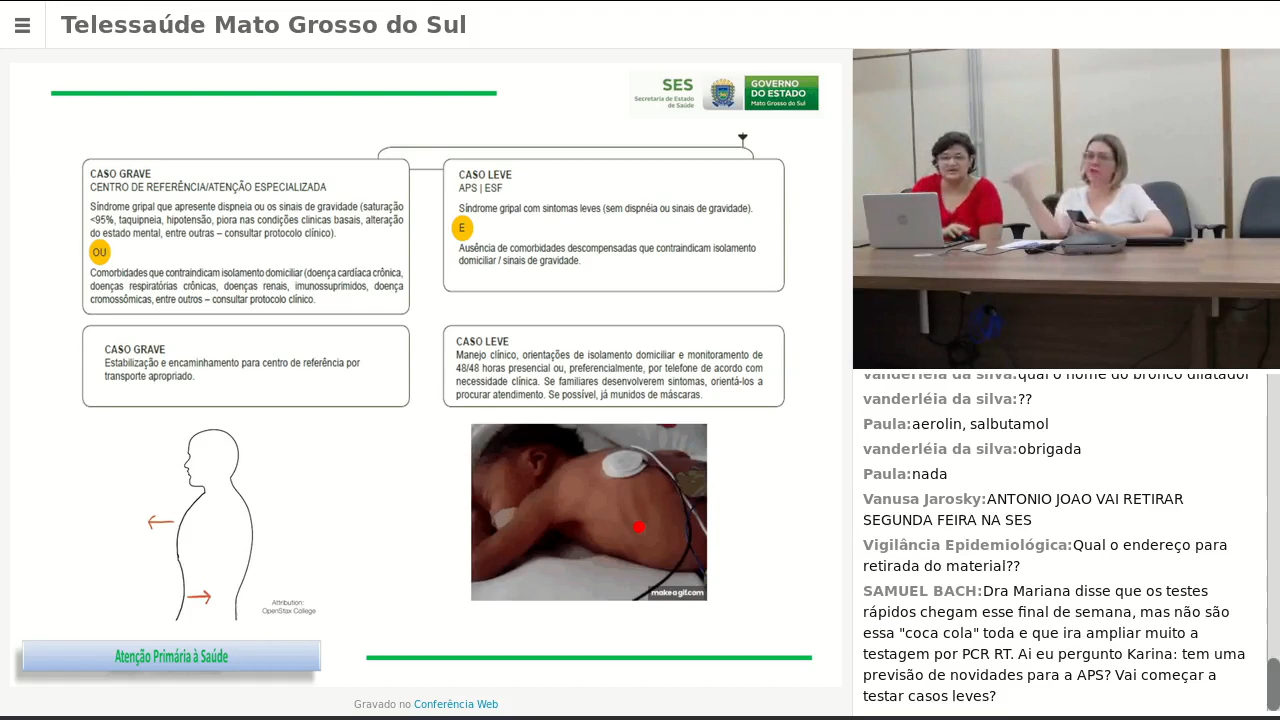 Telessaúde Mato Grosso do Sul
SES
Secretaria de Estado
de Saúde
GOVERNO
DO ESTADO
Mato Grosso do Sul
CASO GRAVE
CENTRO DE REFERÊNCIA/ATENÇÃO ESPECIALIZADA
Síndrome gripal que apresente dispneia ou os sinais de gravidade (saturação
<95%, taquipneia, hipotensão, piora nas condições clinicas basais, alteração
do estado mental, entre outras – consultar protocolo clínico).
OU
Comorbidades que contraindicam isolamento domiciliar (doença cardíaca crônica,
doenças respiratórias crônicas, doenças renais, imunossuprimidos, doença
cromossômicas, entre outros – consultar protocolo clínico.
CASO LEVE
APS | ESF
Síndrome gripal com sintomas leves (sem dispnéia ou sinais de gravidade).
E
Ausência de comorbidades descompensadas que contraindicam isolamento
domiciliar / sinais de gravidade.
CASO GRAVE
Estabilização e encaminhamento para centro de referência por
transporte apropriado.
CASO LEVE
Manejo clínico, orientações de isolamento domiciliar e monitoramento de
48/48 horas presencial ou, preferencialmente, por telefone de acordo com
necessidade clínica. Se familiares desenvolverem sintomas, orientá-los a
procurar atendimento. Se possível, já munidos de máscaras.
Attribution:
OpenStax College
makeagif.com
Atenção Primária à Saúde
Gravado no Conferência Web
vanderléia da silva:qual o nome do bronco dilatador
vanderléia da silva:??
Paula:aerolin, salbutamol
vanderléia da silva:obrigada
Paula:nada
Vanusa Jarosky:ANTONIO JOAO VAI RETIRAR
SEGUNDA FEIRA NA SES
Vigilância Epidemiológica:Qual o endereço para
retirada do material??
SAMUEL BACH:Dra Mariana disse que os testes
rápidos chegam esse final de semana, mas não são
essa "coca cola" toda e que ira ampliar muito a
testagem por PCR RT. Ai eu pergunto Karina: tem uma
previsão de novidades para a APS? Vai começar a
testar casos leves?